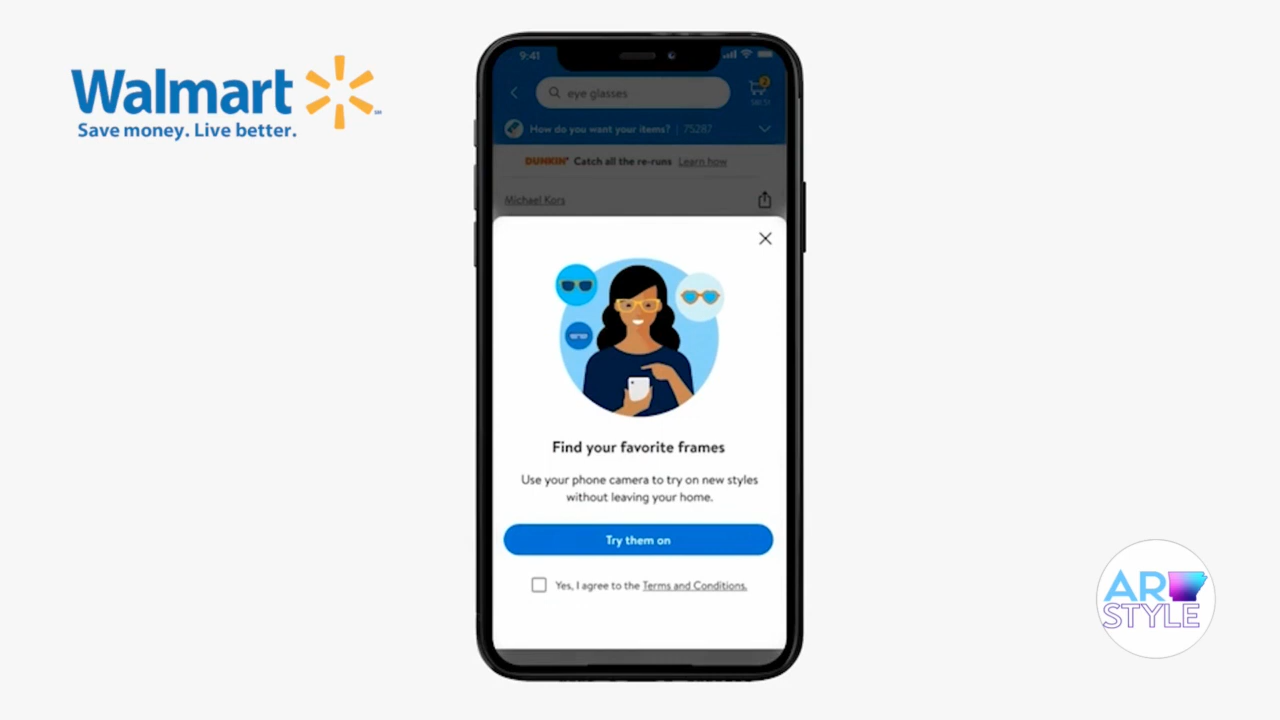 Walmart
Save money. Live better.
9:41
eye glasses
2
How do you want your items? | 75287
DUNKIN' Catch all the re-runs Learn how
Michael Kors
Find your favorite frames
Use your phone camera to try on new styles
without leaving your home.
Try them on
Yes, I agree to the Terms and Conditions.
AR
STYLE